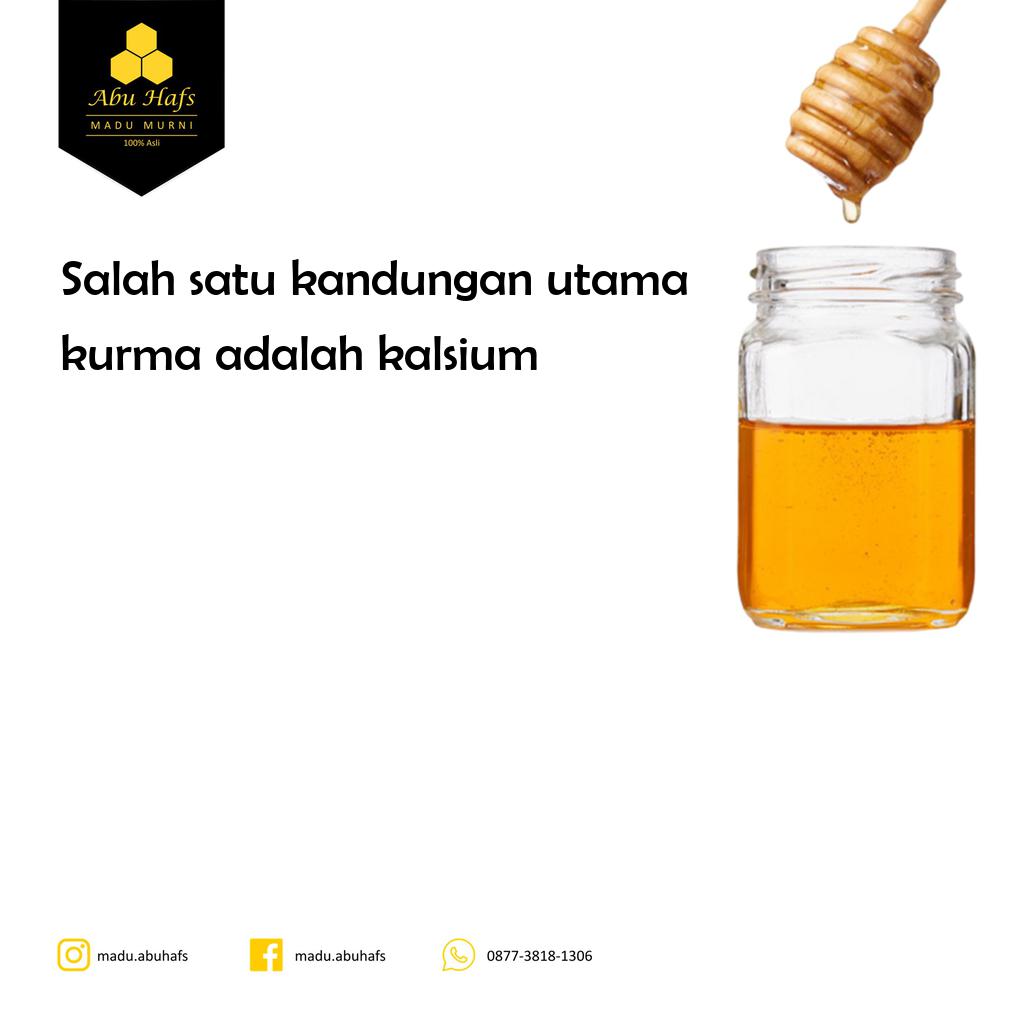 Abu Hafs
MADU MURNI
100% Asli
Salah satu kandungan utama
kurma adalah kalsium
madu.abuhafs
madu.abuhafs
0877-3818-1306